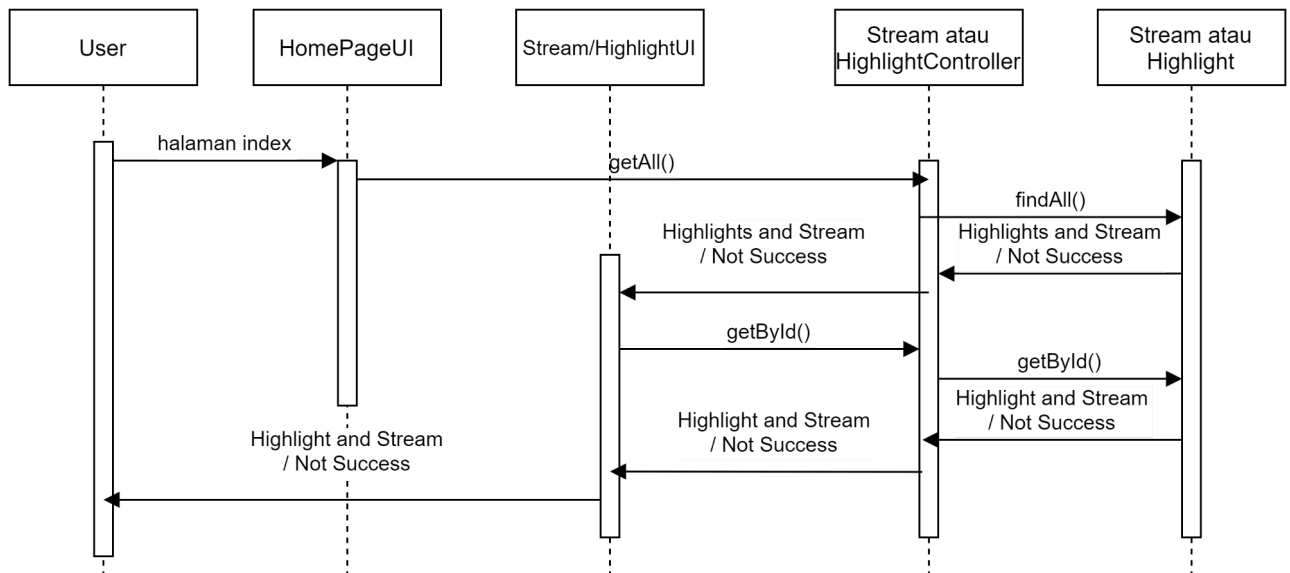 User
HomePageUI
Stream/HighlightUI
Stream atau
HighlightController
Stream atau
Highlight
halaman index
getAll()
findAll()
Highlights and Stream
/ Not Success
Highlights and Stream
/ Not Success
getById()
getById()
Highlight and Stream
/ Not Success
Highlight and Stream
/ Not Success
Highlight and Stream
/ Not Success